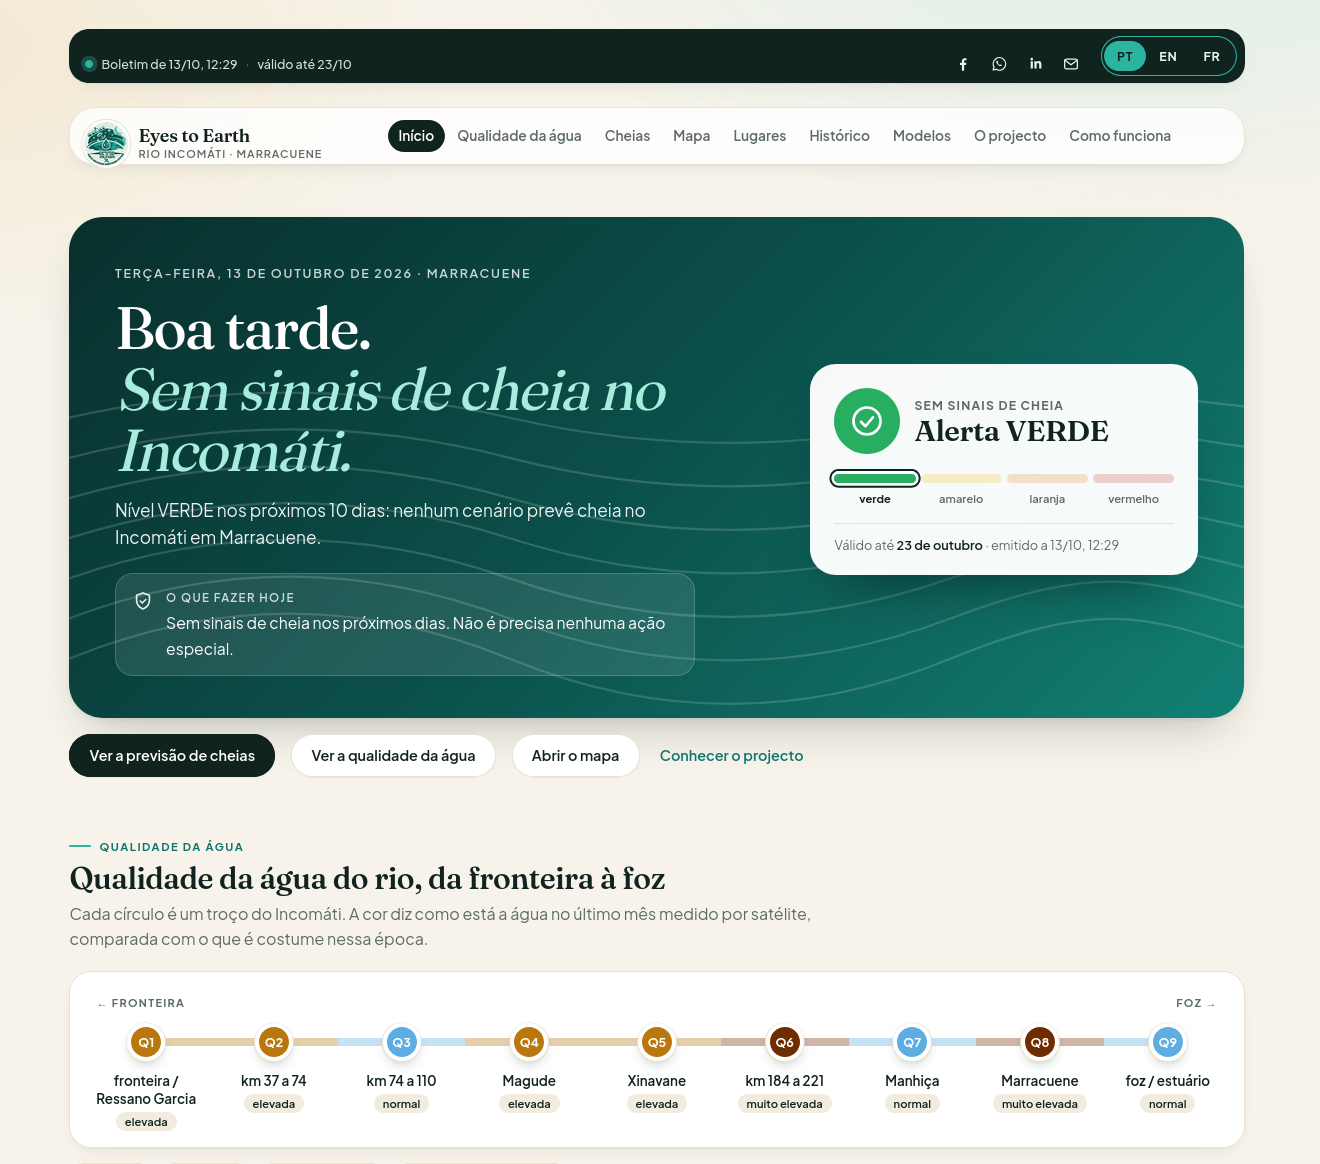 Boletim de 13/10, 12:29 · válido até 23/10
PT EN FR
Eyes to Earth
RIO INCOMÁTI · MARRACUENE
Início Qualidade da água Cheias Mapa Lugares Histórico Modelos O projecto Como funciona
TERÇA-FEIRA, 13 DE OUTUBRO DE 2026 · MARRACUENE
Boa tarde.
Sem sinais de cheia no
Incomáti.
Nível VERDE nos próximos 10 dias: nenhum cenário prevê cheia no
Incomáti em Marracuene.
O QUE FAZER HOJE
Sem sinais de cheia nos próximos dias. Não é precisa nenhuma ação
especial.
SEM SINAIS DE CHEIA
Alerta VERDE
verde amarelo laranja vermelho
Válido até 23 de outubro · emitido a 13/10, 12:29
Ver a previsão de cheias Ver a qualidade da água Abrir o mapa Conhecer o projecto
QUALIDADE DA ÁGUA
Qualidade da água do rio, da fronteira à foz
Cada círculo é um troço do Incomáti. A cor diz como está a água no último mês medido por satélite,
comparada com o que é costume nessa época.
← FRONTEIRA FOZ →
Q1 Q2 Q3 Q4 Q5 Q6 Q7 Q8 Q9
fronteira / km 37 a 74 km 74 a 110 Magude Xinavane km 184 a 221 Manhiça Marracuene foz / estuário
Ressano Garcia elevada normal elevada elevada muito elevada normal muito elevada normal
elevada